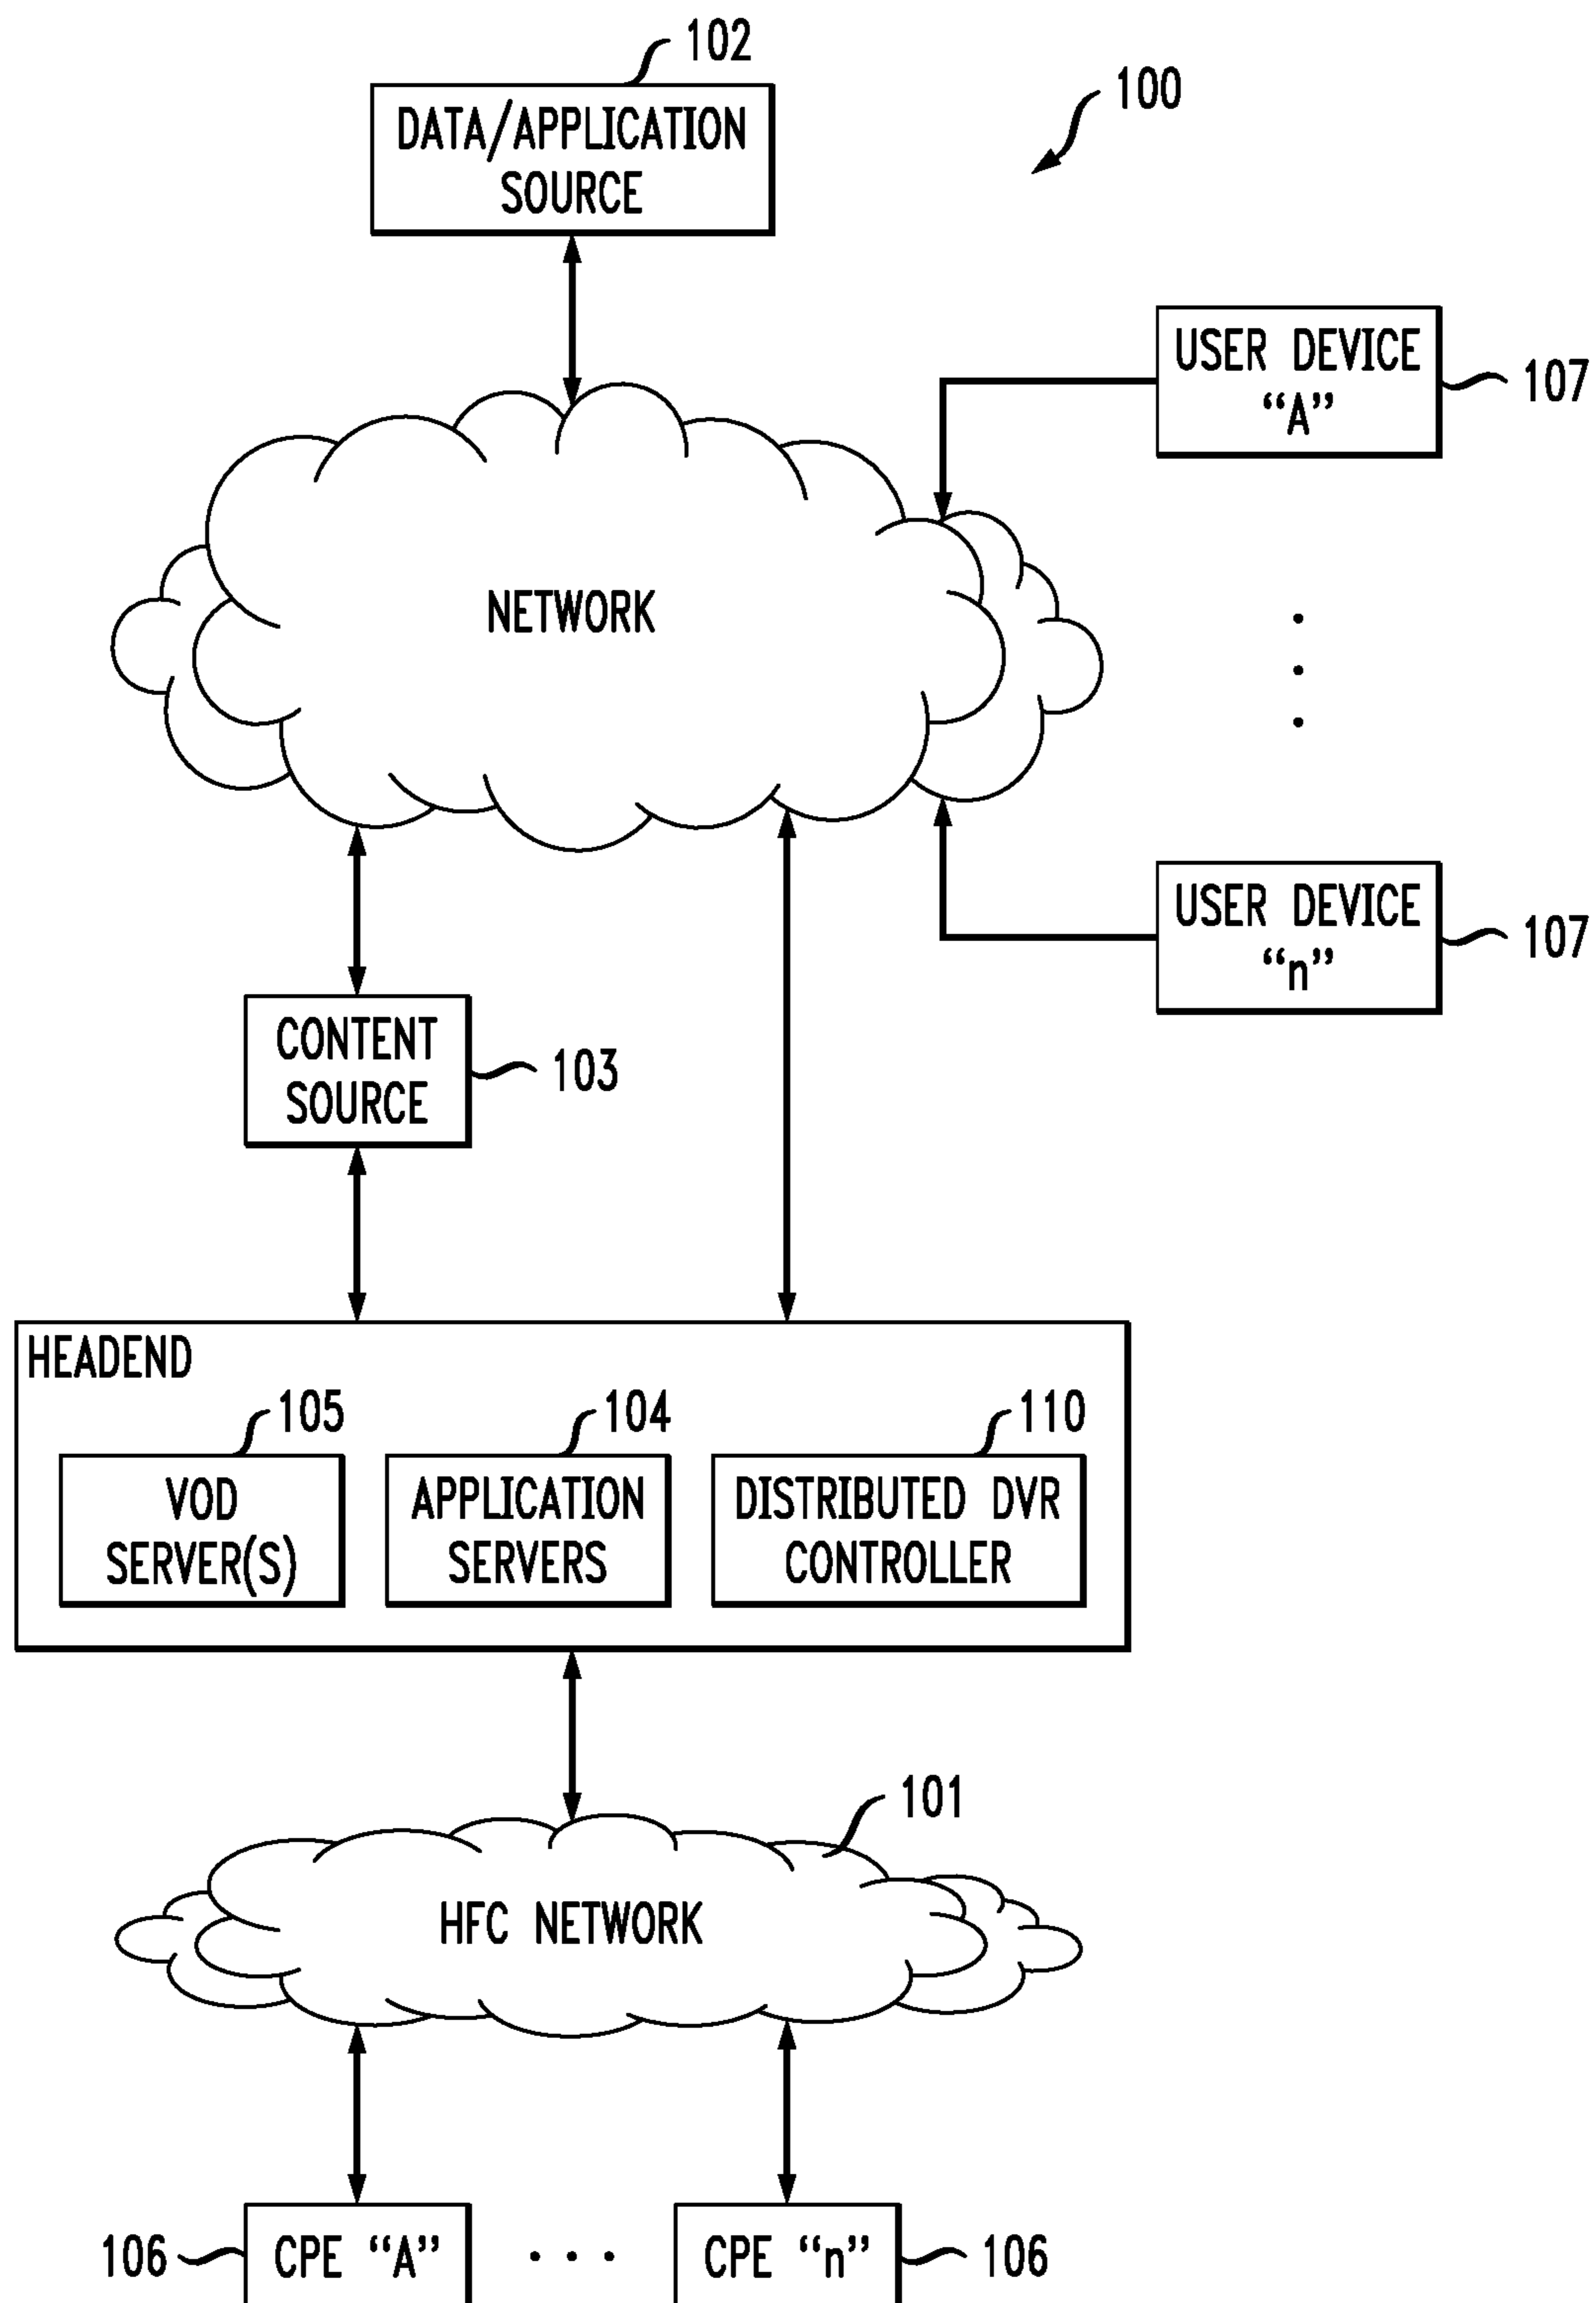 102
DATA/APPLICATION
SOURCE
100
USER DEVICE
“A”
107
NETWORK
USER DEVICE
“n”
107
CONTENT
SOURCE
103
HEADEND
105
VOD
SERVER(S)
104
APPLICATION
SERVERS
110
DISTRIBUTED DVR
CONTROLLER
101
HFC NETWORK
106
CPE “A”
CPE “n”
106